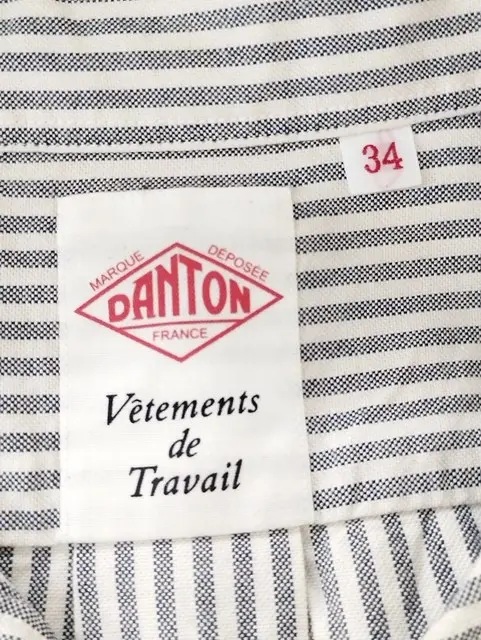 34
MARQUE DÉPOSÉE
DANTON
FRANCE
Vêtements
de
Travail